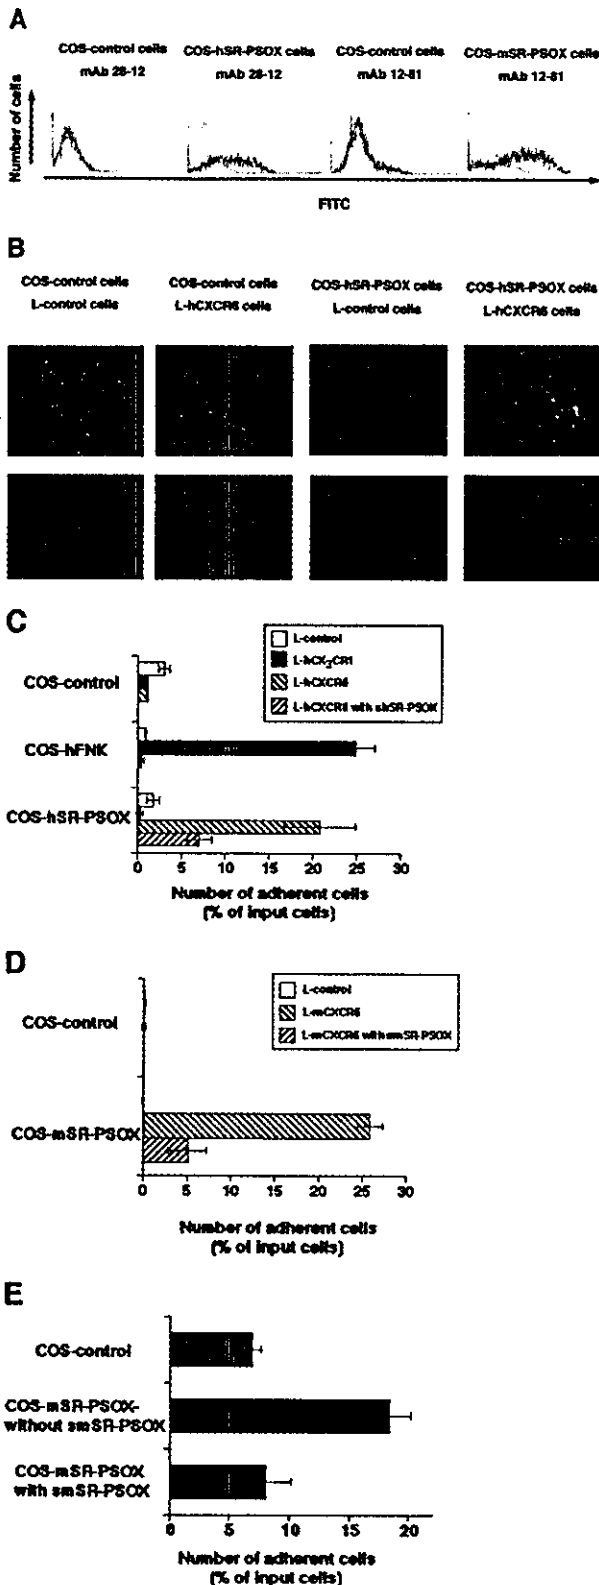 A
COS-control cells
mAb 28-12
COS-hSR-PSOX cells
mAb 28-12
COS-control cells
mAb 12-81
COS-mSR-PSOX cells
mAb 12-81
Number of cells
FITC
B
COS-control cells
L-control cells
COS-control cells
L-hCXCR6 cells
COS-hSR-PSOX cells
L-control cells
COS-hSR-PSOX cells
L-hCXCR6 cells
C
L-control
L-hCX3CR1
L-hCXCR6
L-hCXCR6 with shSR-PSOX
COS-control
COS-hFNK
COS-hSR-PSOX
0 5 10 15 20 25 30
Number of adherent cells
(% of input cells)
D
L-control
L-mCXCR6
L-mCXCR6 with smSR-PSOX
COS-control
COS-mSR-PSOX
0 5 10 15 20 25 30
Number of adherent cells
(% of input cells)
E
COS-control
COS-mSR-PSOX-
without smSR-PSOX
COS-mSR-PSOX
with smSR-PSOX
0 5 10 15 20
Number of adherent cells
(% of input cells)